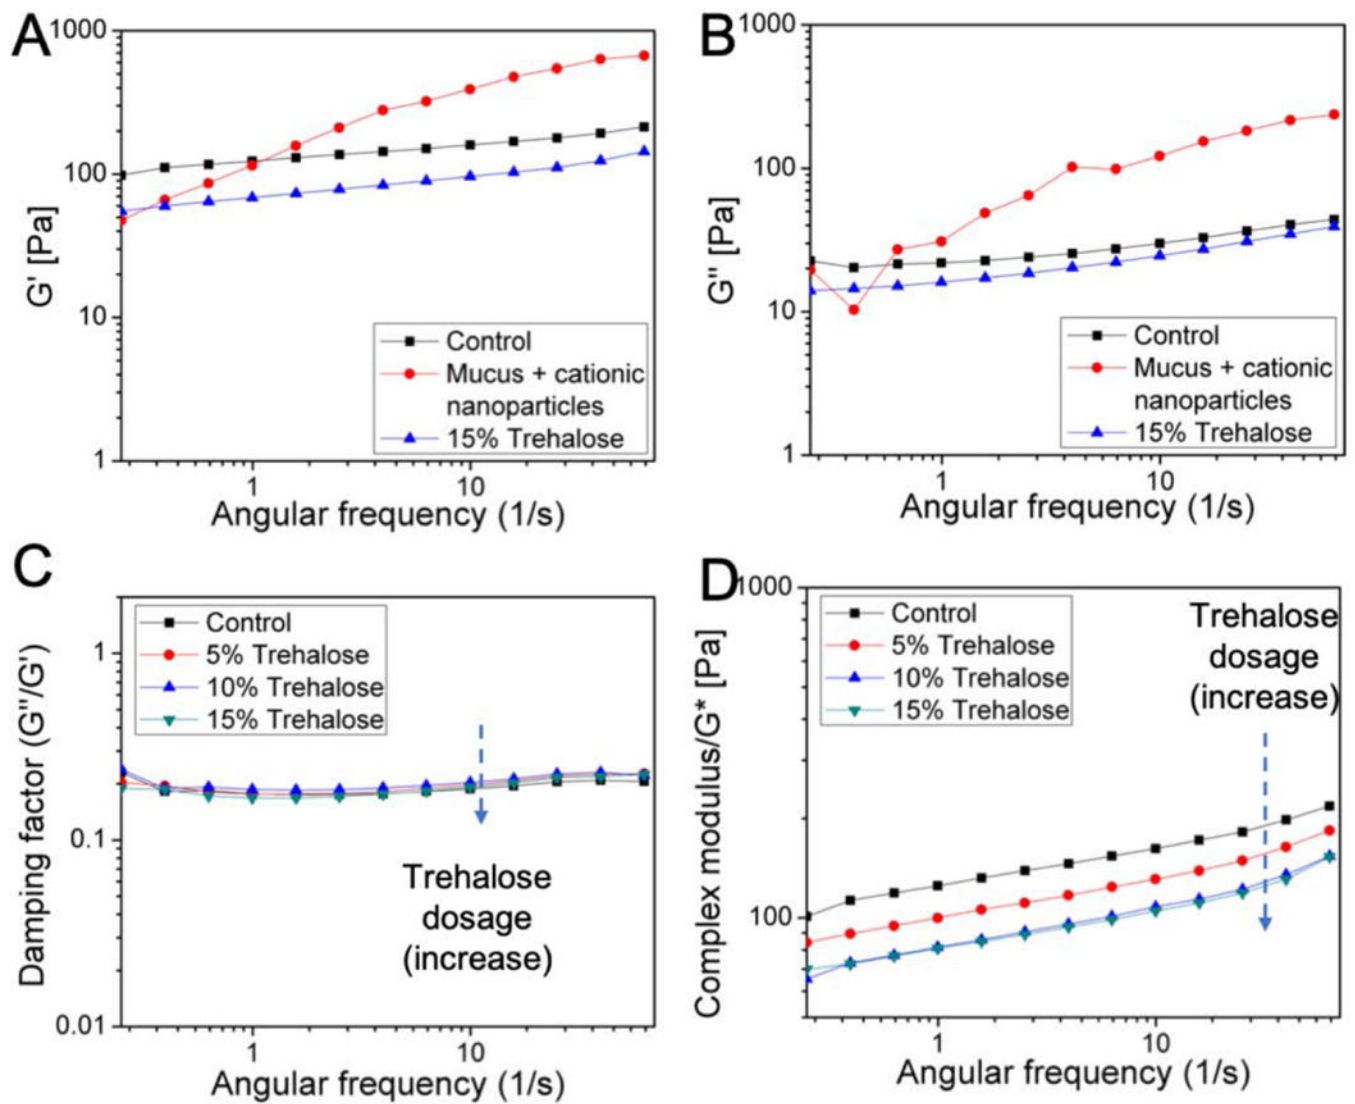 A
1000
100
10
1
G' [Pa]
Control
Mucus + cationic
nanoparticles
15% Trehalose
1
10
Angular frequency (1/s)
B
1000
100
10
1
G'' [Pa]
Control
Mucus + cationic
nanoparticles
15% Trehalose
1
10
Angular frequency (1/s)
C
1
0.1
0.01
Damping factor (G''/G')
Control
5% Trehalose
10% Trehalose
15% Trehalose
Trehalose
dosage
(increase)
1
10
Angular frequency (1/s)
D
1000
100
Complex modulus/G* [Pa]
Control
5% Trehalose
10% Trehalose
15% Trehalose
Trehalose
dosage
(increase)
1
10
Angular frequency (1/s)